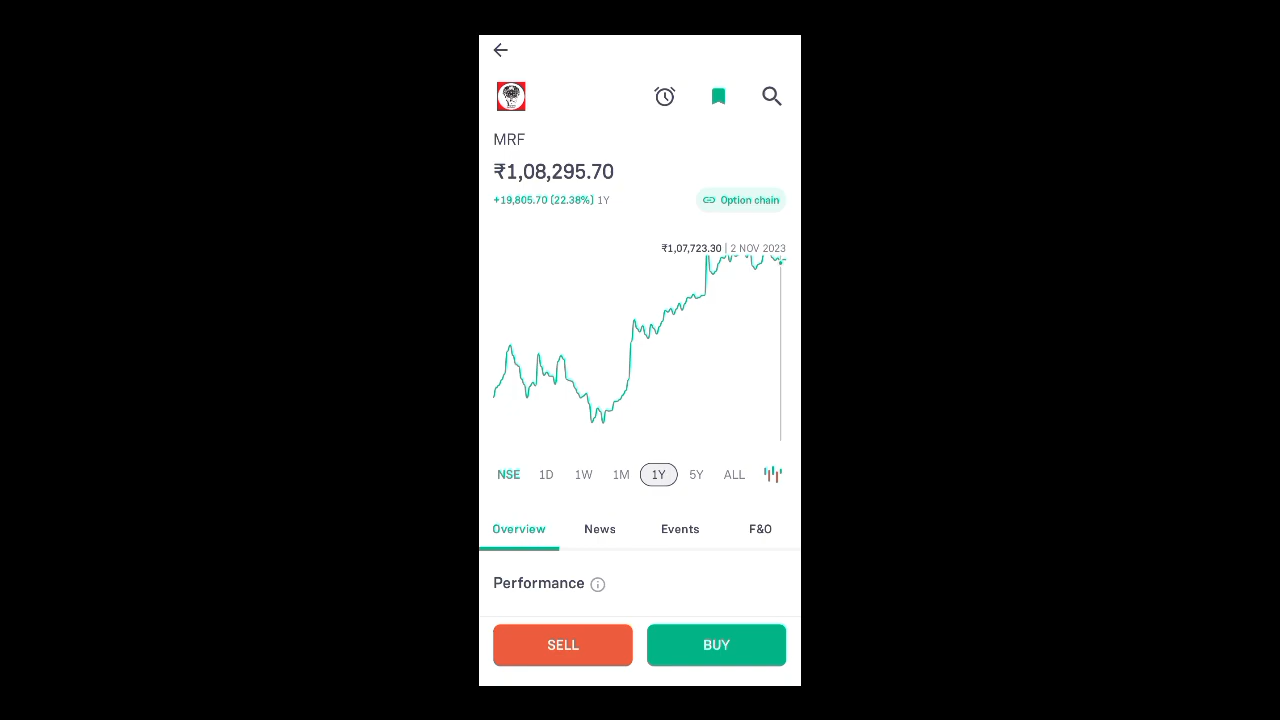 MRF
₹1,08,295.70
+19,805.70 (22.38%) 1Y
Option chain
₹1,07,723.30 | 2 NOV 2023
NSE 1D 1W 1M 1Y 5Y ALL
Overview News Events F&O
Performance
SELL BUY